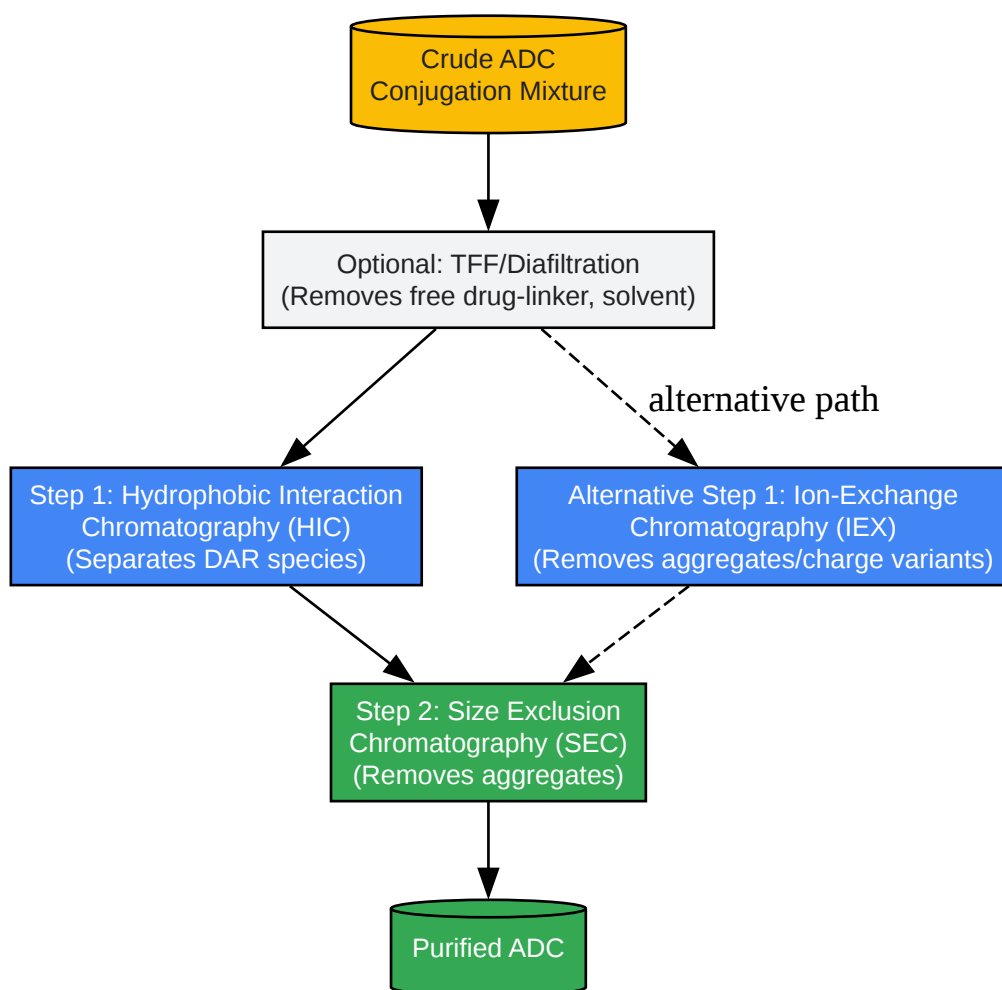 Crude ADC
Conjugation Mixture
Optional: TFF/Diafiltration
(Removes free drug-linker, solvent)
alternative path
Step 1: Hydrophobic Interaction
Chromatography (HIC)
(Separates DAR species)
Alternative Step 1: Ion-Exchange
Chromatography (IEX)
(Removes aggregates/charge variants)
Step 2: Size Exclusion
Chromatography (SEC)
(Removes aggregates)
Purified ADC